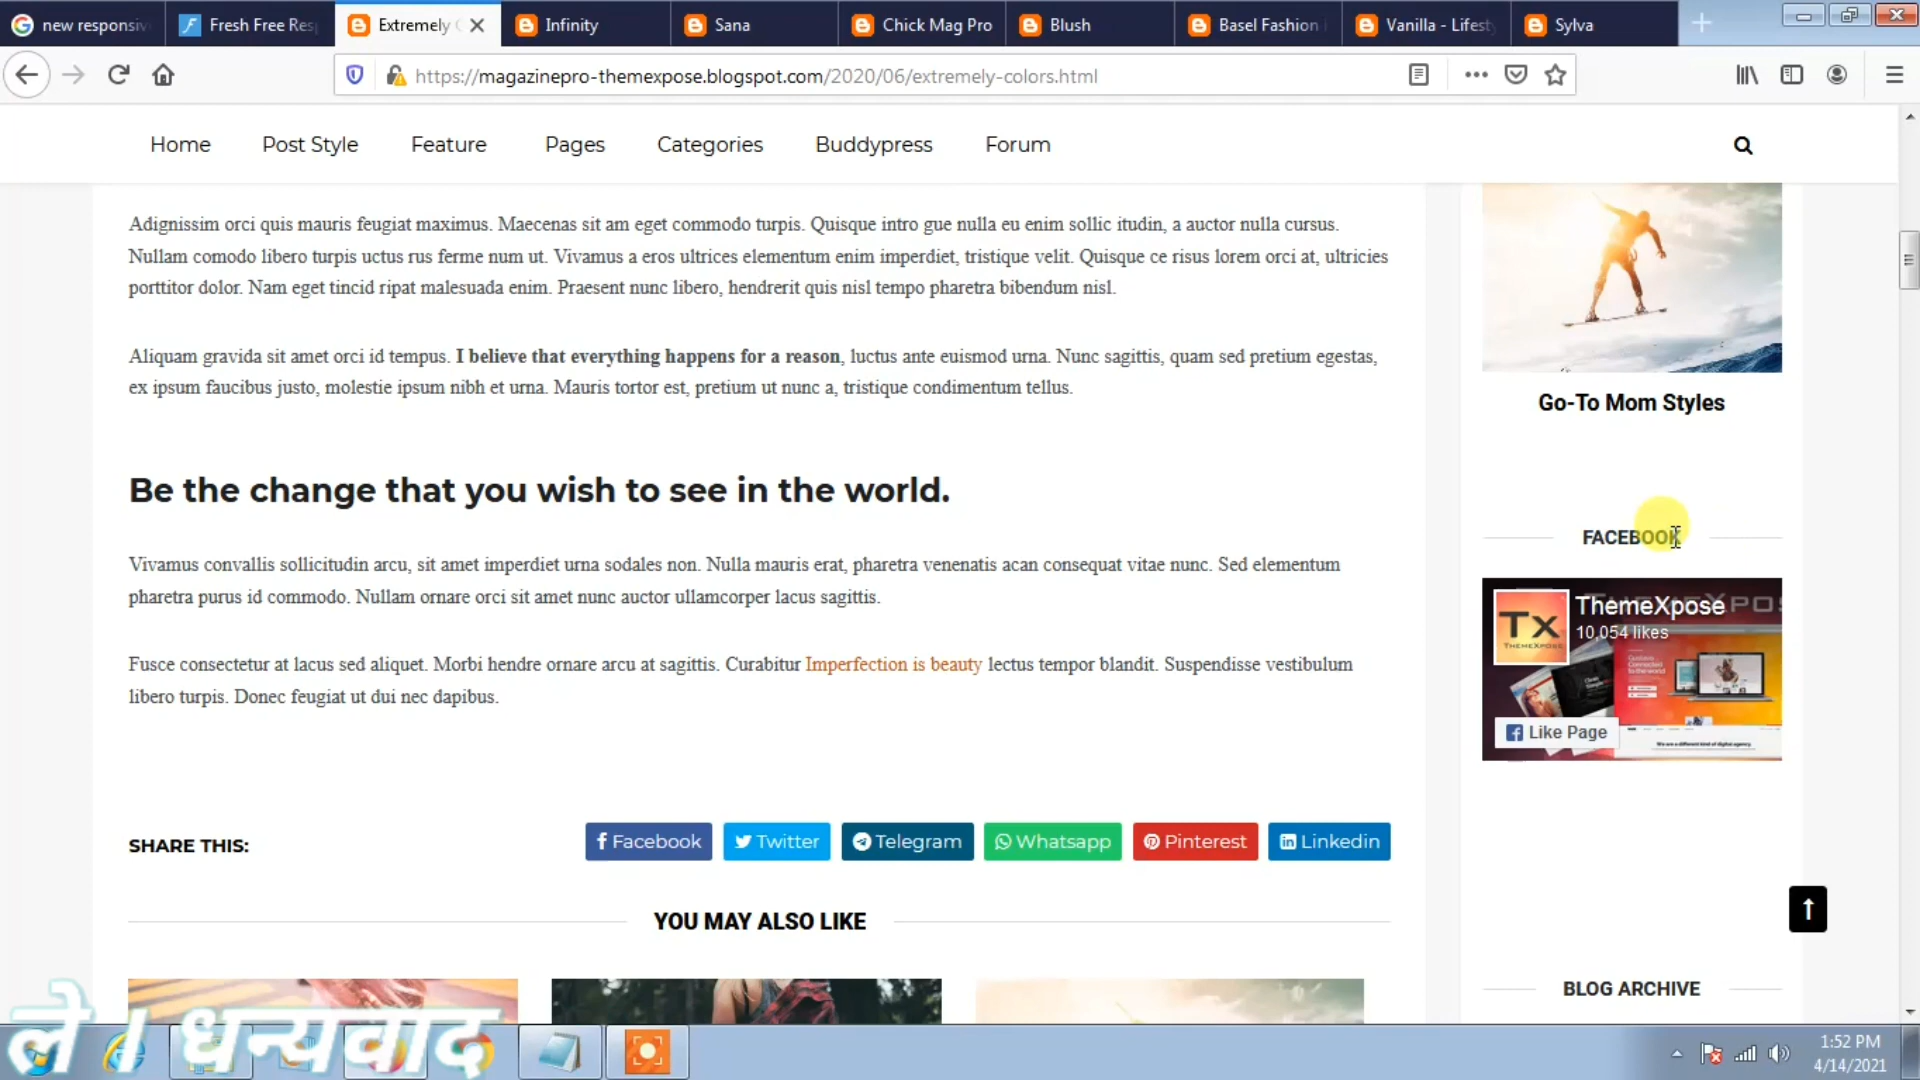 new responsiv
Fresh Free Res
Extremely C
Infinity
Sana
Chick Mag Pro
Blush
Basel Fashion
Vanilla - Lifesty
Sylva
https://magazinepro-themexpose.blogspot.com/2020/06/extremely-colors.html
Home Post Style Feature Pages Categories Buddypress Forum
Adignissim orci quis mauris feugiat maximus. Maecenas sit am eget commodo turpis. Quisque intro gue nulla eu enim sollic itudin, a auctor nulla cursus.
Nullam comodo libero turpis uctus rus ferme num ut. Vivamus a eros ultrices elementum enim imperdiet, tristique velit. Quisque ce risus lorem orci at, ultricies
porttitor dolor. Nam eget tincid ripat malesuada enim. Praesent nunc libero, hendrerit quis nisl tempo pharetra bibendum nisl.
Aliquam gravida sit amet orci id tempus. I believe that everything happens for a reason, luctus ante euismod urna. Nunc sagittis, quam sed pretium egestas,
ex ipsum faucibus justo, molestie ipsum nibh et urna. Mauris tortor est, pretium ut nunc a, tristique condimentum tellus.
Be the change that you wish to see in the world.
Vivamus convallis sollicitudin arcu, sit amet imperdiet urna sodales non. Nulla mauris erat, pharetra venenatis acan consequat vitae nunc. Sed elementum
pharetra purus id commodo. Nullam ornare orci sit amet nunc auctor ullamcorper lacus sagittis.
Fusce consectetur at lacus sed aliquet. Morbi hendre ornare arcu at sagittis. Curabitur Imperfection is beauty lectus tempor blandit. Suspendisse vestibulum
libero turpis. Donec feugiat ut dui nec dapibus.
SHARE THIS:
Facebook Twitter Telegram Whatsapp Pinterest Linkedin
YOU MAY ALSO LIKE
Go-To Mom Styles
FACEBOOK
Tx
THEMEXPOSE
ThemeXpose
10,054 likes
Like Page
We are a different kind of digital agency
BLOG ARCHIVE
ले । धन्यवाद
1:52 PM
4/14/2021